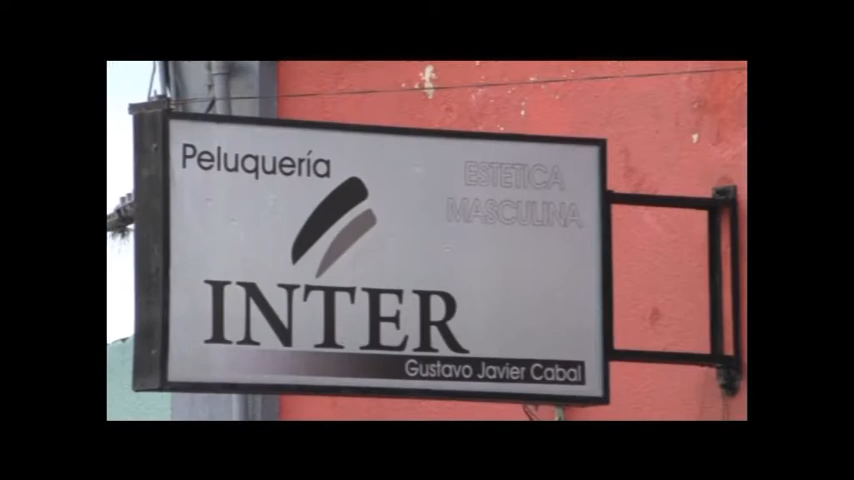 Peluquería
ESTETICA
MASCULINA
INTER
Gustavo Javier Cabal